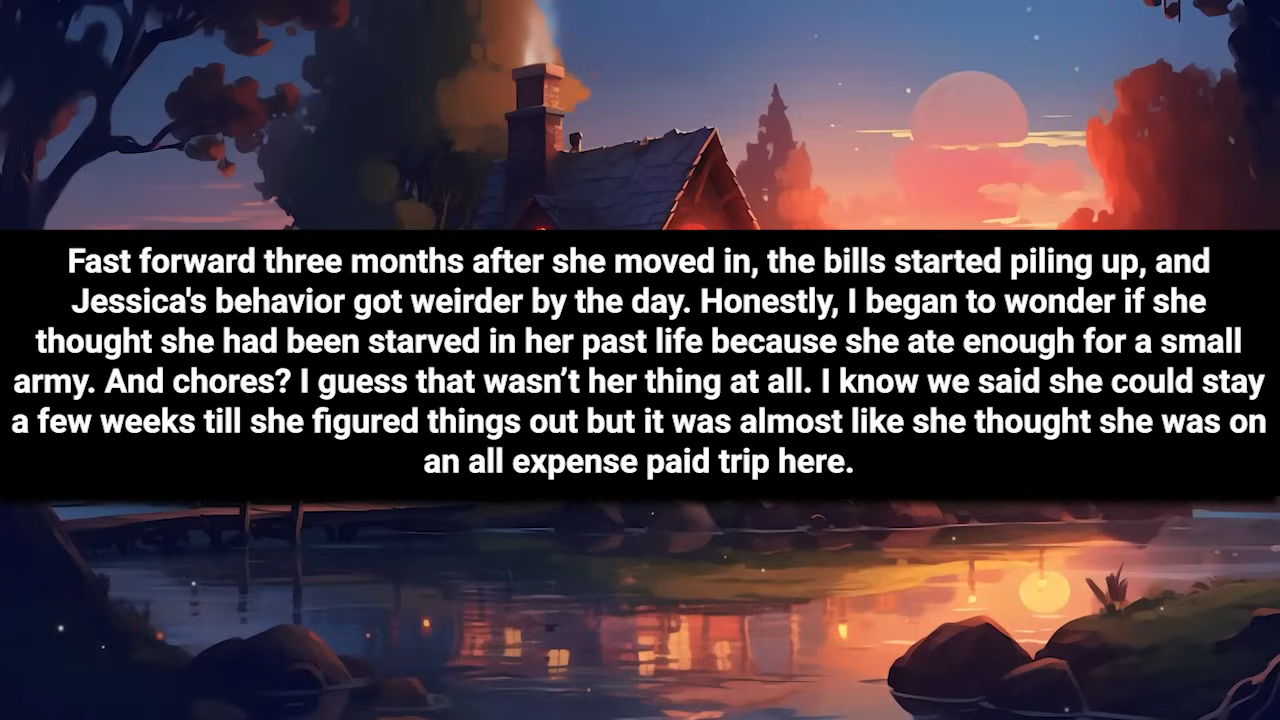 Fast forward three months after she moved in, the bills started piling up, and
Jessica's behavior got weirder by the day. Honestly, I began to wonder if she
thought she had been starved in her past life because she ate enough for a small
army. And chores? I guess that wasn’t her thing at all. I know we said she could stay
a few weeks till she figured things out but it was almost like she thought she was on
an all expense paid trip here.